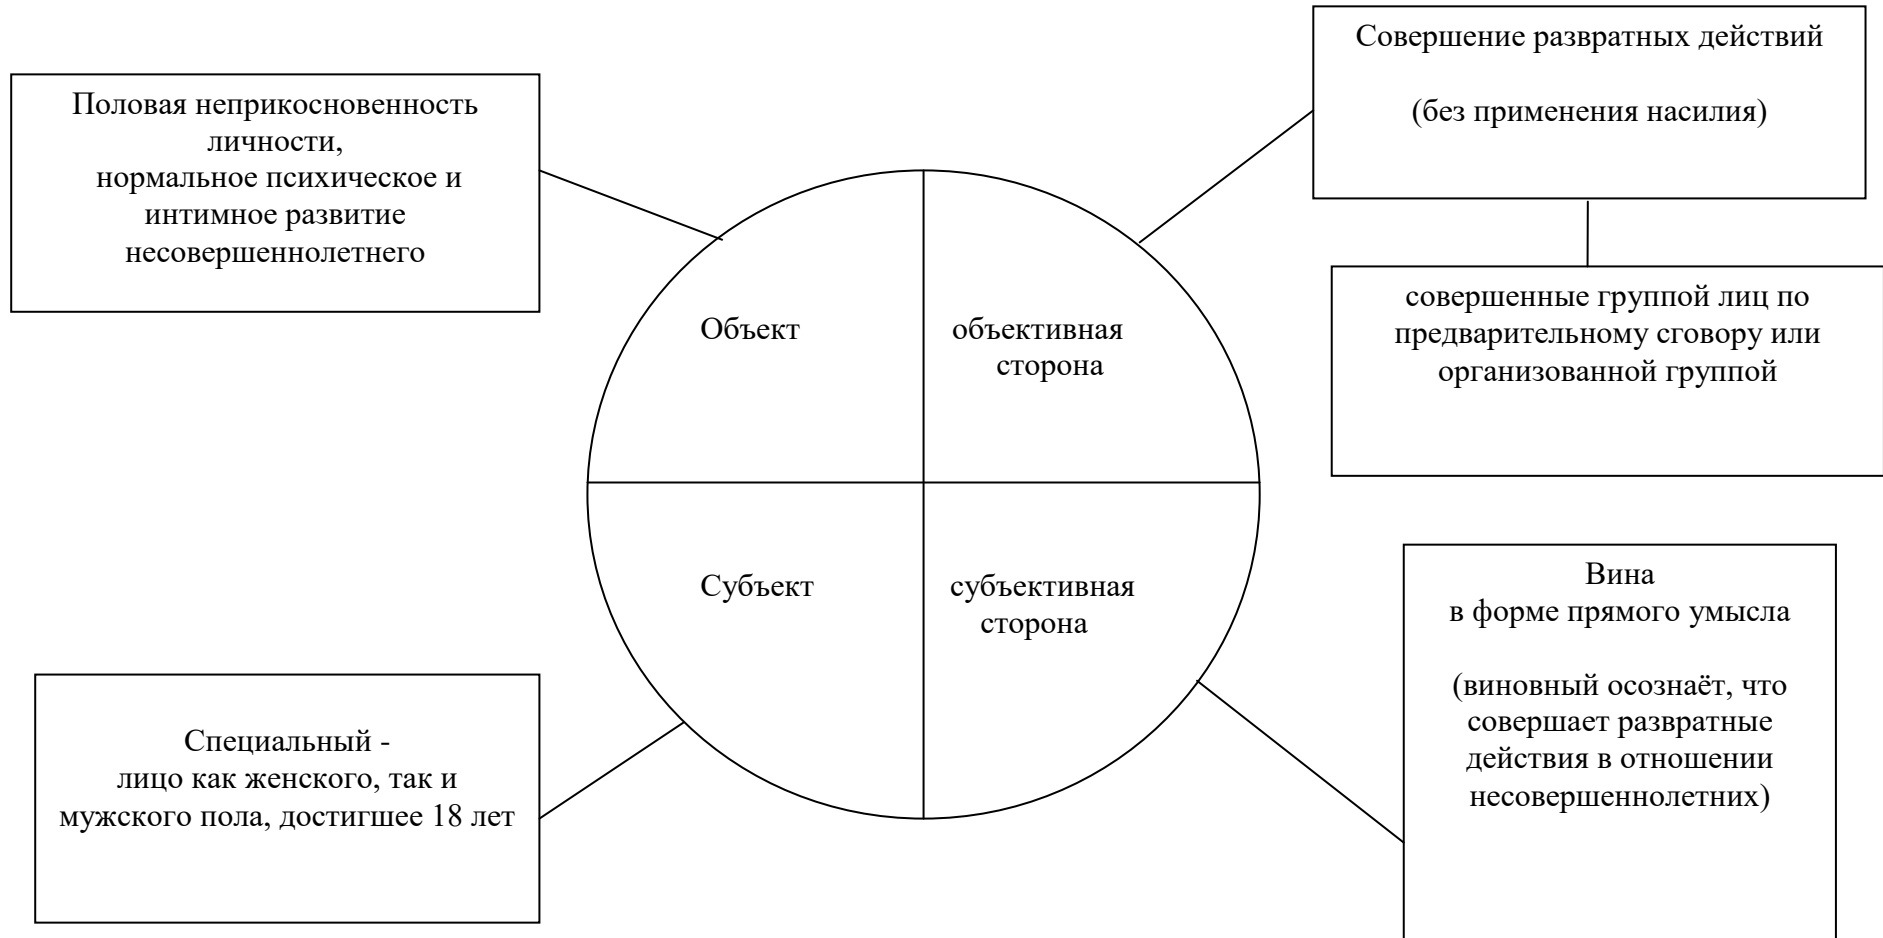 Совершение развратных действий
(без применения насилия)
Половая неприкосновенность
личности,
нормальное психическое и
интимное развитие
несовершеннолетнего
совершенные группой лиц по
предварительному сговору или
организованной группой
Объект
объективная
сторона
Субъект
субъективная
сторона
Вина
в форме прямого умысла
(виновный осознаёт, что
совершает развратные
действия в отношении
несовершеннолетних)
Специальный -
лицо как женского, так и
мужского пола, достигшее 18 лет